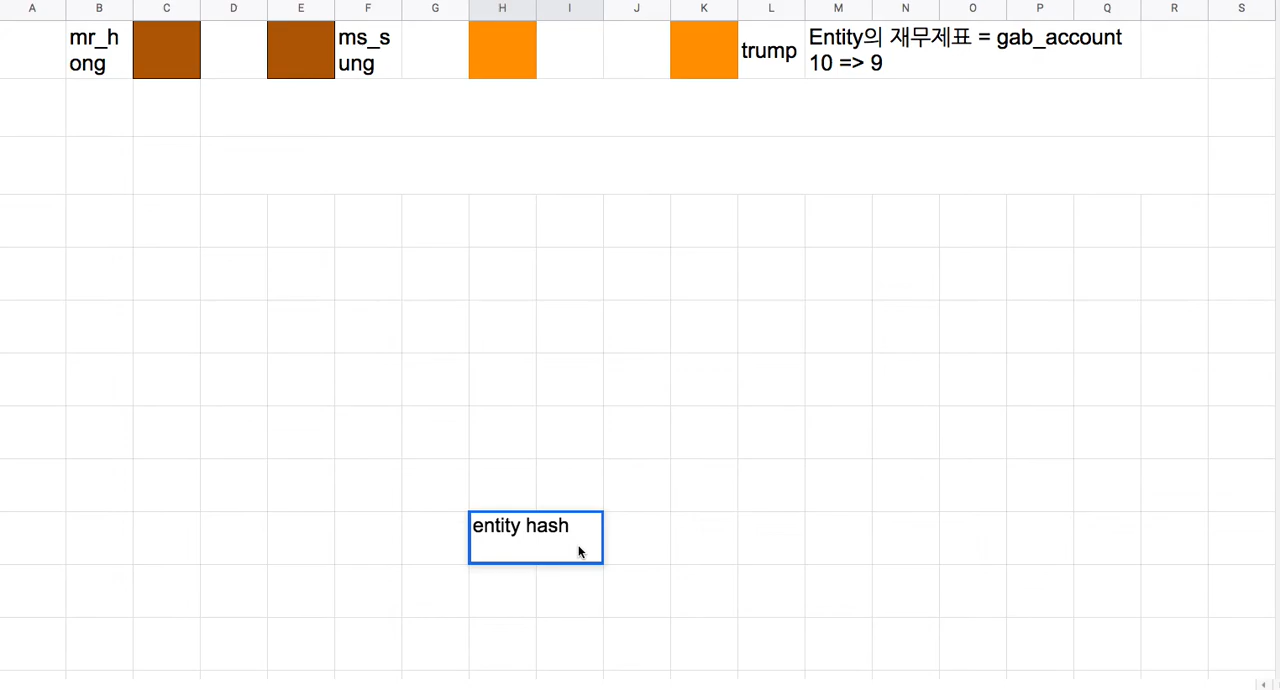 A B C D E F G H I J K L M N O P Q R S
mr_h
ong
ms_s
ung
trump
Entity의 재무제표 = gab_account
10 => 9
entity hash